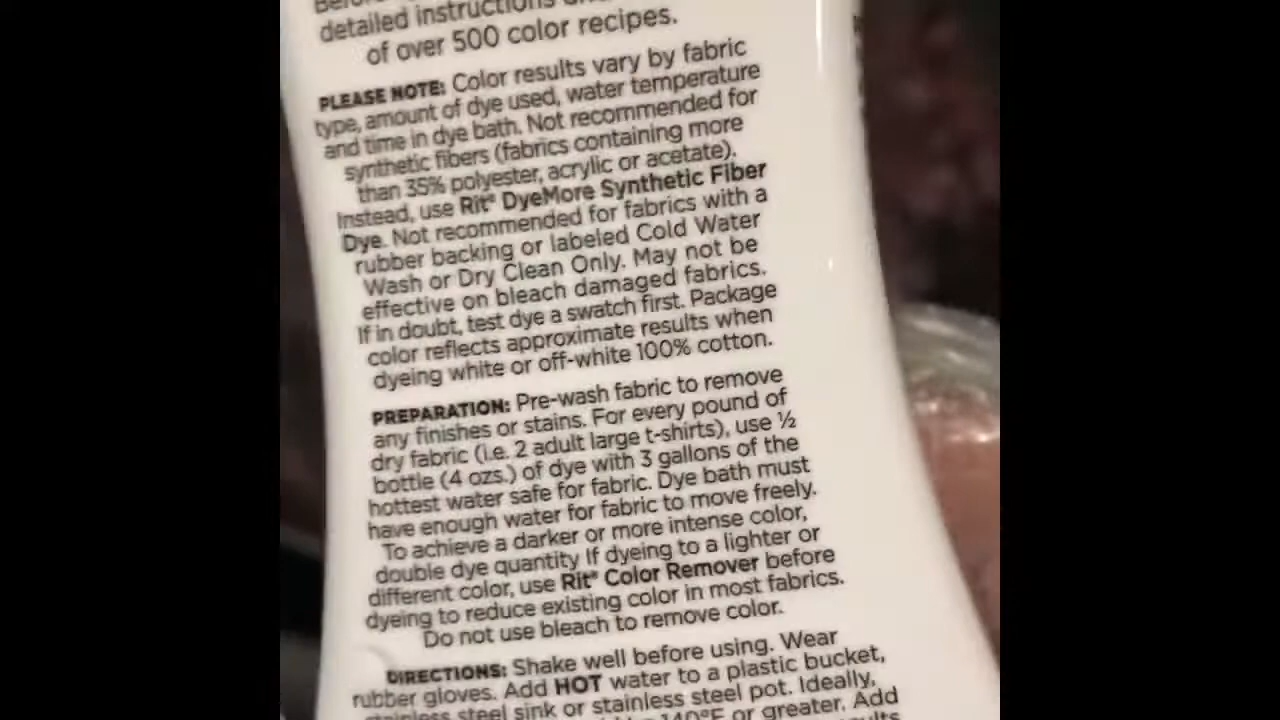 detailed instructions
of over 500 color recipes.
PLEASE NOTE: Color results vary by fabric
type, amount of dye used, water temperature
and time in dye bath. Not recommended for
synthetic fibers (fabrics containing more
than 35% polyester, acrylic or acetate).
Instead, use Rit® DyeMore Synthetic Fiber
Dye. Not recommended for fabrics with a
rubber backing or labeled Cold Water
Wash or Dry Clean Only. May not be
effective on bleach damaged fabrics.
If in doubt, test dye a swatch first. Package
color reflects approximate results when
dyeing white or off-white 100% cotton.
PREPARATION: Pre-wash fabric to remove
any finishes or stains. For every pound of
dry fabric (i.e. 2 adult large t-shirts), use ½
bottle (4 ozs.) of dye with 3 gallons of the
hottest water safe for fabric. Dye bath must
have enough water for fabric to move freely.
To achieve a darker or more intense color,
double dye quantity If dyeing to a lighter or
different color, use Rit® Color Remover before
dyeing to reduce existing color in most fabrics.
Do not use bleach to remove color.
DIRECTIONS: Shake well before using. Wear
rubber gloves. Add HOT water to a plastic bucket,
stainless steel sink or stainless steel pot. Ideally,
140°F or greater. Add